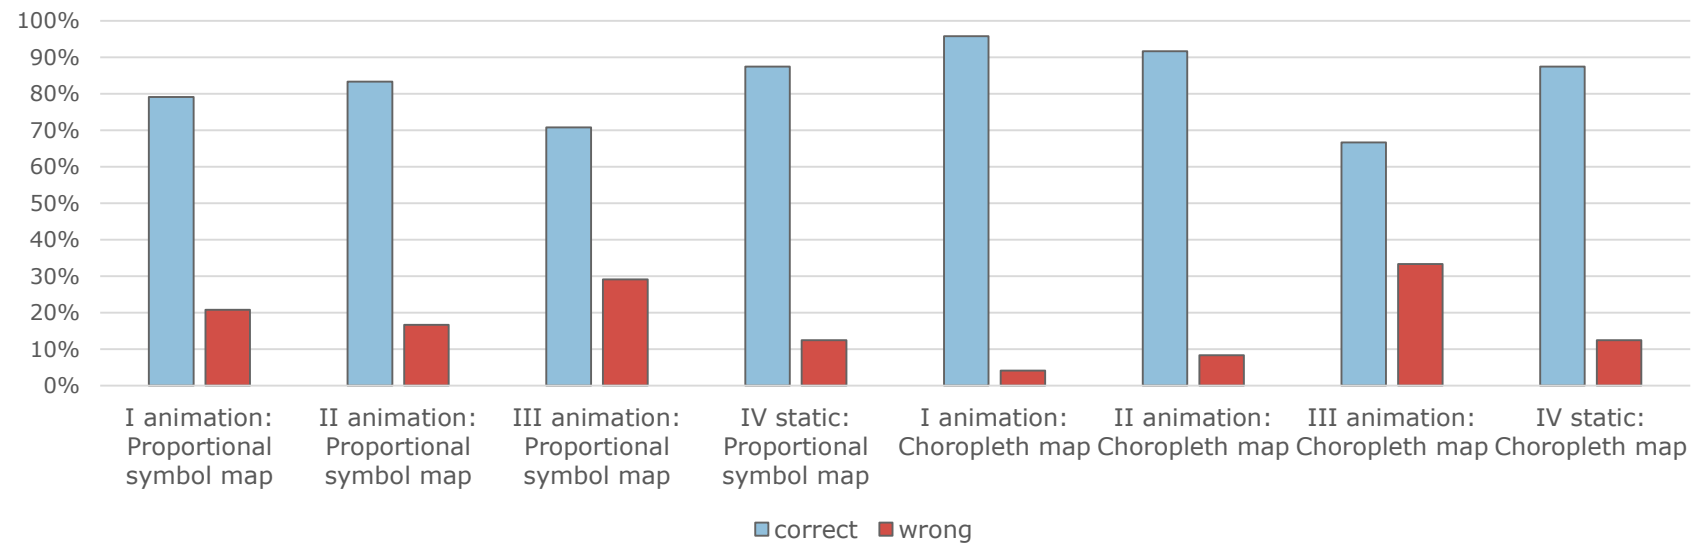 100%
90%
80%
70%
60%
50%
40%
30%
20%
10%
0%
I animation:
Proportional
symbol map
II animation:
Proportional
symbol map
III animation:
Proportional
symbol map
IV static:
Proportional
symbol map
I animation:
Choropleth map
II animation:
Choropleth map
III animation:
Choropleth map
IV static:
Choropleth map
correct
wrong